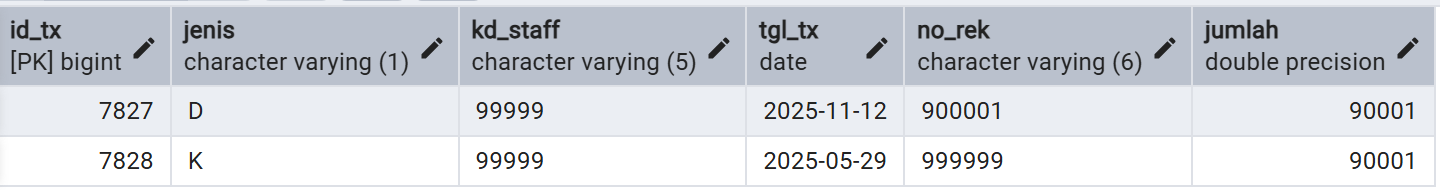 id_tx jenis kd_staff tgl_tx no_rek jumlah
[PK] bigint character varying (1) character varying (5) date character varying (6) double precision
7827 D 99999 2025-11-12 900001 90001
7828 K 99999 2025-05-29 999999 90001